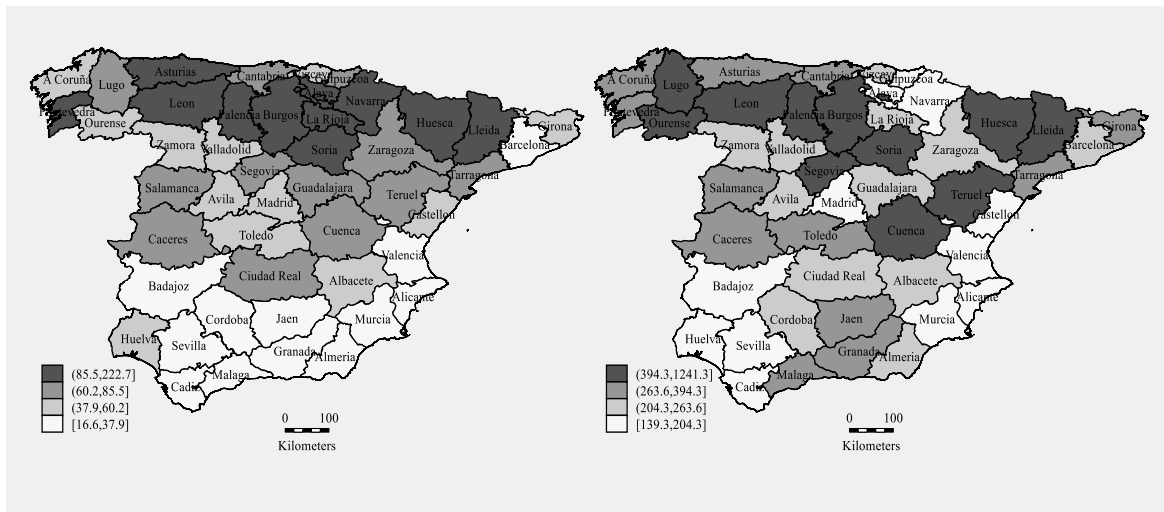 Asturias
Cantabria
Guipuzcoa
A Coruña
Lugo
Alava
Navarra
Leon
Palencia
Burgos
La Rioja
Huesca
Lleida
Girona
Ourense
Zamora
Valladolid
Soria
Zaragoza
Barcelona
Segovia
Tarragona
Salamanca
Avila
Madrid
Guadalajara
Teruel
Castellon
Caceres
Toledo
Cuenca
Valencia
Badajoz
Ciudad Real
Albacete
Alicante
Cordoba
Jaen
Murcia
Huelva
Sevilla
Granada
Almeria
Malaga
Cadiz
(85.5,222.7]
(60.2,85.5]
(37.9,60.2]
[16.6,37.9]
0 100
Kilometers
Asturias
Cantabria
Guipuzcoa
A Coruña
Lugo
Alava
Navarra
Leon
Palencia
Burgos
La Rioja
Huesca
Lleida
Girona
Pontevedra
Ourense
Zamora
Valladolid
Soria
Zaragoza
Barcelona
Segovia
Tarragona
Salamanca
Avila
Madrid
Guadalajara
Teruel
Castellon
Caceres
Toledo
Cuenca
Valencia
Badajoz
Ciudad Real
Albacete
Alicante
Cordoba
Jaen
Murcia
Huelva
Sevilla
Granada
Almeria
Malaga
Cadiz
(394.3,1241.3]
(263.6,394.3]
(204.3,263.6]
[139.3,204.3]
0 100
Kilometers